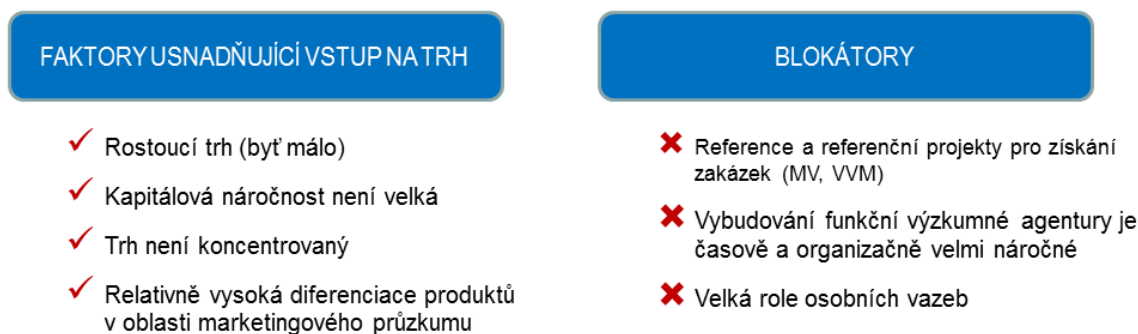 FAKTORY USNADŇUJÍCÍ VSTUP NA TRH
Rostoucí trh (byť málo)
Kapitálová náročnost není velká
Trh není koncentrovaný
Relativně vysoká diferenciace produktů
v oblasti marketingového průzkumu
BLOKÁTORY
Reference a referenční projekty pro získání
zakázek (MV, VVM)
Vybudování funkční výzkumné agentury je
časově a organizačně velmi náročné
Velká role osobních vazeb